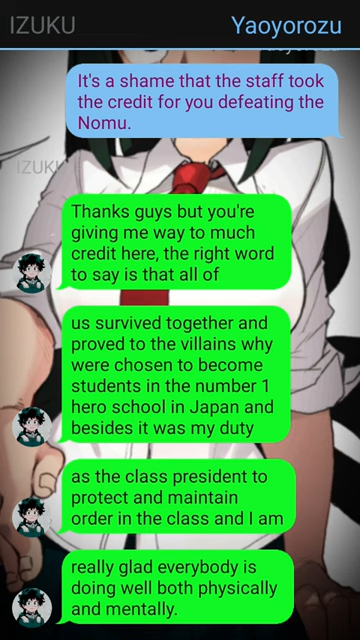 IZUKU Yaoyorozu
It's a shame that the staff took
the credit for you defeating the
Nomu.
IZUKU
Thanks guys but you're
giving me way to much
credit here, the right word
to say is that all of
us survived together and
proved to the villains why
were chosen to become
students in the number 1
hero school in Japan and
besides it was my duty
as the class president to
protect and maintain
order in the class and I am
really glad everybody is
doing well both physically
and mentally.